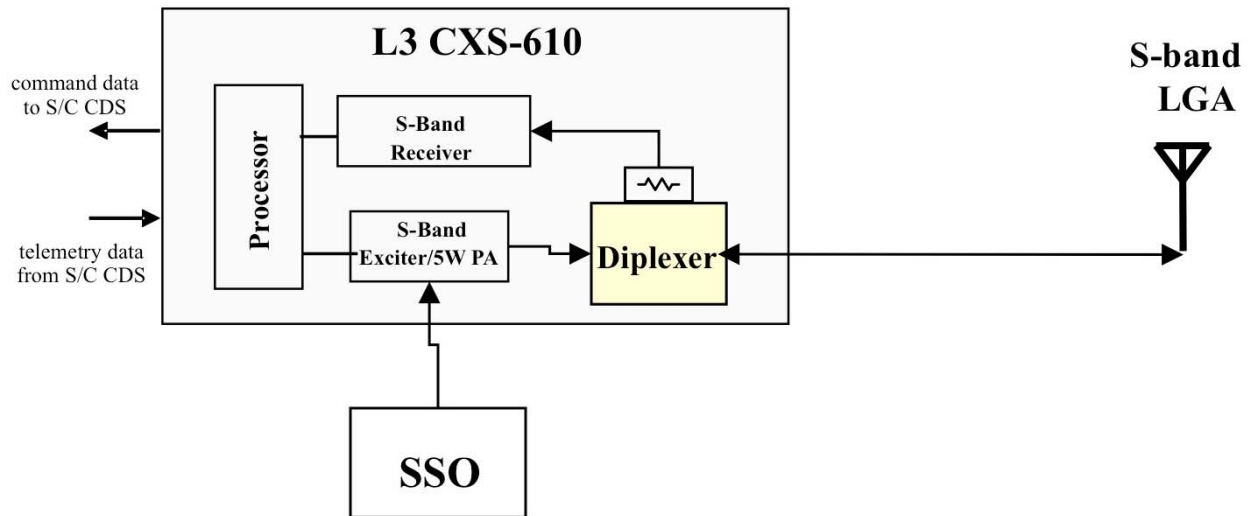 L3 CXS-610
S-band
LGA
command data
to S/C CDS
Processor
S-Band
Receiver
telemetry data
from S/C CDS
S-Band
Exciter/5W PA
Diplexer
SSO